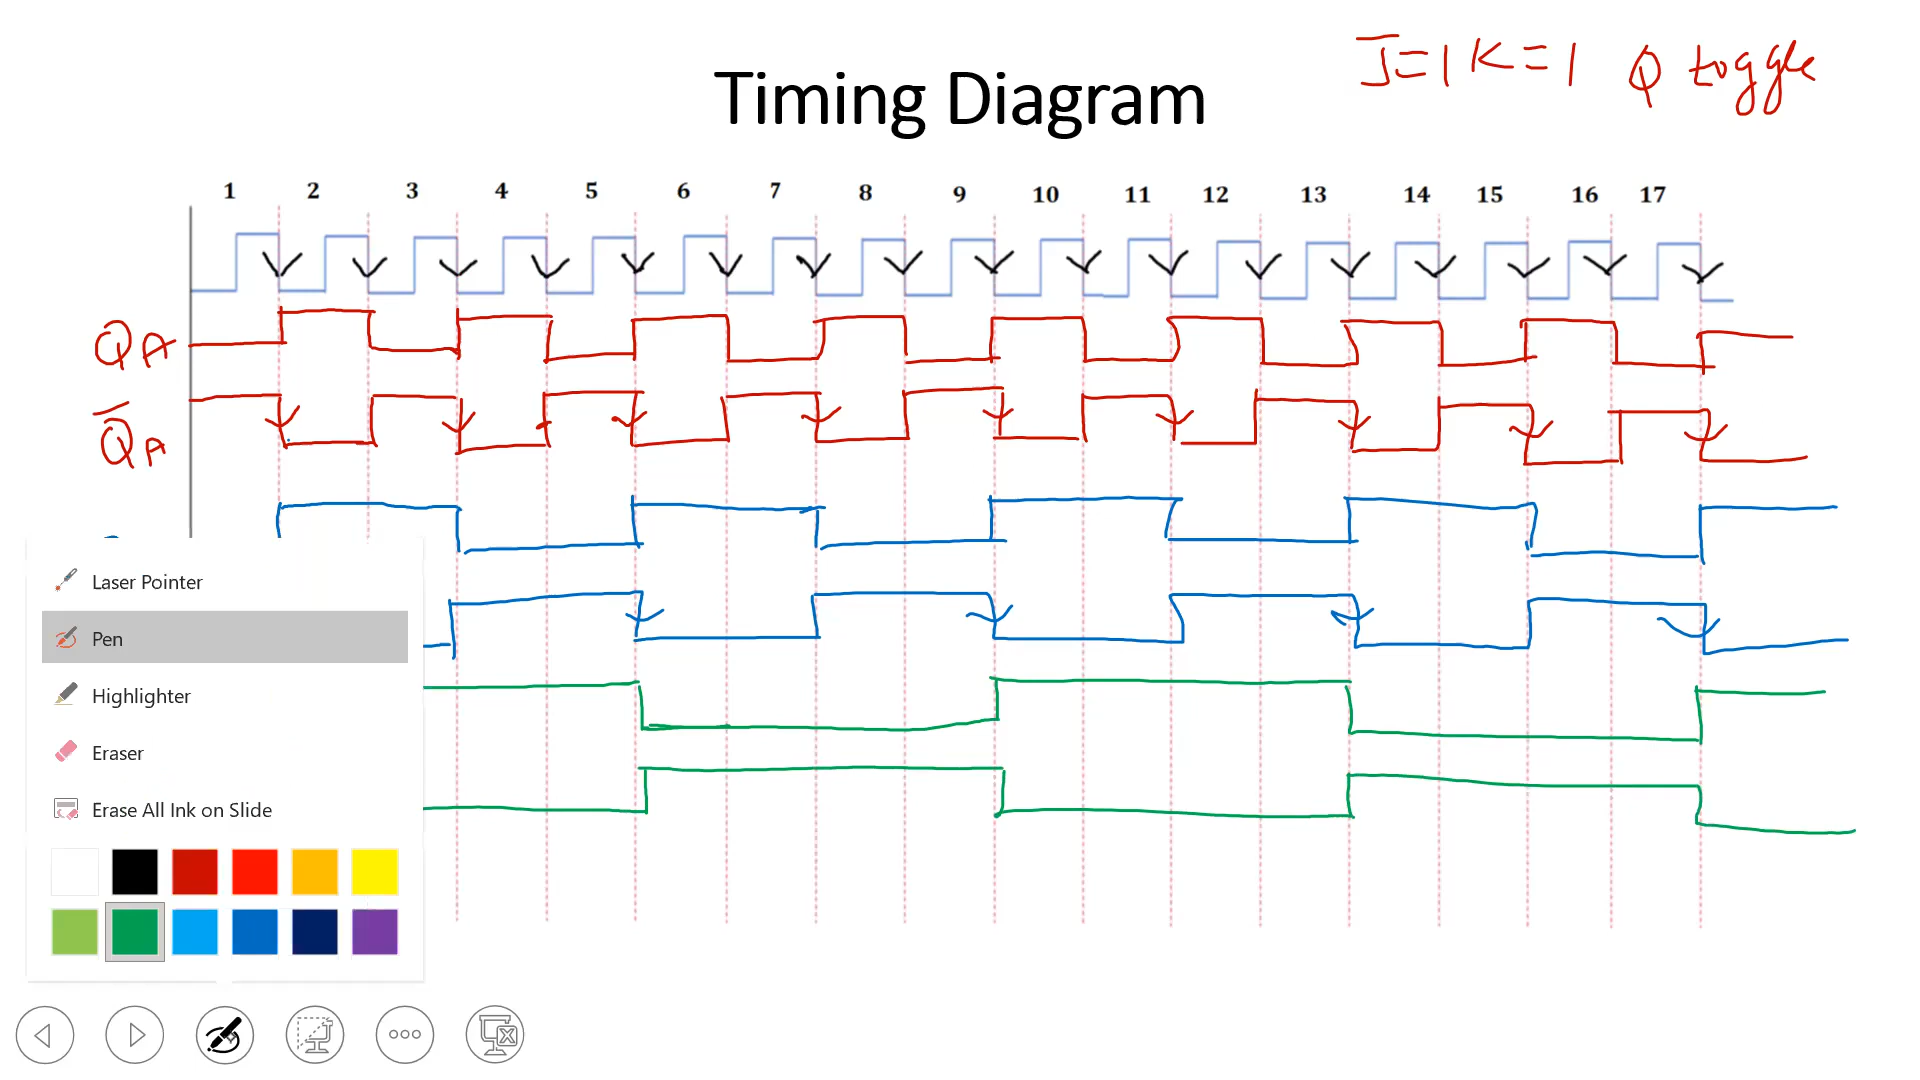 J=1 K=1 Q toggle
Timing Diagram
1 2 3 4 5 6 7 8 9 10 11 12 13 14 15 16 17
QA
Q̅A
Laser Pointer
Pen
Highlighter
Eraser
Erase All Ink on Slide